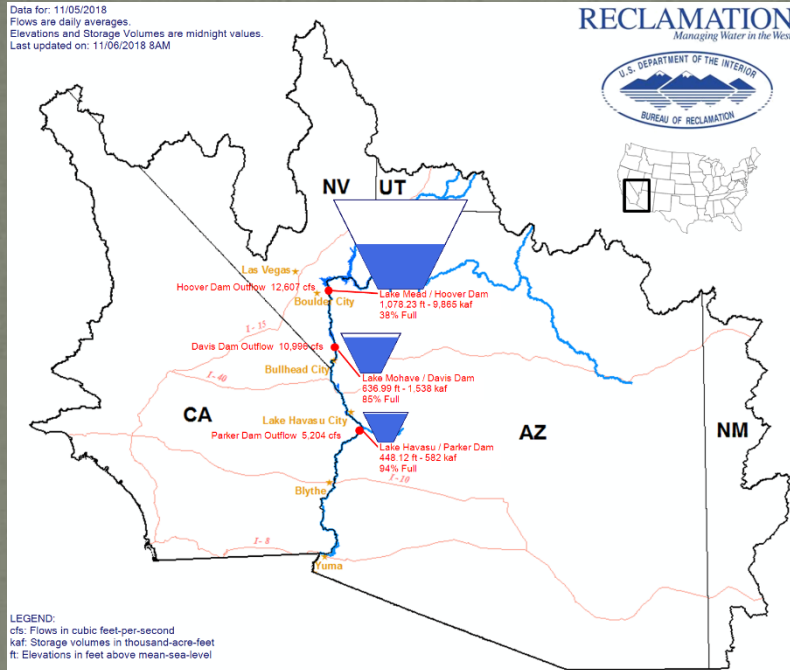 Data for: 11/05/2018
Flows are daily averages.
Elevations and Storage Volumes are midnight values.
Last updated on: 11/06/2018 8AM
RECLAMATION
Managing Water in the West
U.S. DEPARTMENT OF THE INTERIOR
BUREAU OF RECLAMATION
NV
UT
Las Vegas
Hoover Dam Outflow 12,607 cfs
Boulder City
Lake Mead / Hoover Dam
1,078.23 ft - 9,865 kaf
38% Full
I - 15
Davis Dam Outflow 10,996 cfs
Bullhead City
I - 40
Lake Mohave / Davis Dam
636.99 ft - 1,538 kaf
85% Full
CA
Lake Havasu City
Parker Dam Outflow 5,204 cfs
AZ
NM
Lake Havasu / Parker Dam
448.12 ft - 582 kaf
94% Full
I - 10
Blythe
I - 8
Yuma
LEGEND:
cfs: Flows in cubic feet-per-second
kaf: Storage volumes in thousand-acre-feet
ft: Elevations in feet above mean-sea-level